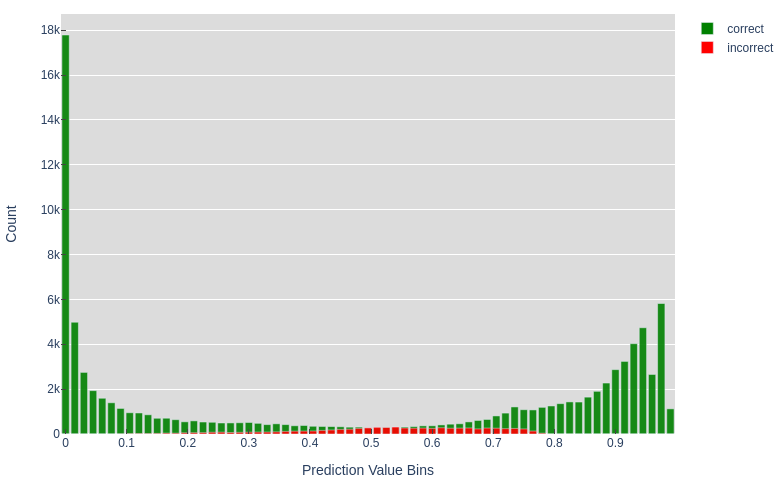 18k
16k
14k
12k
10k
8k
6k
4k
2k
0
0 0.1 0.2 0.3 0.4 0.5 0.6 0.7 0.8 0.9
Prediction Value Bins
Count
correct
incorrect